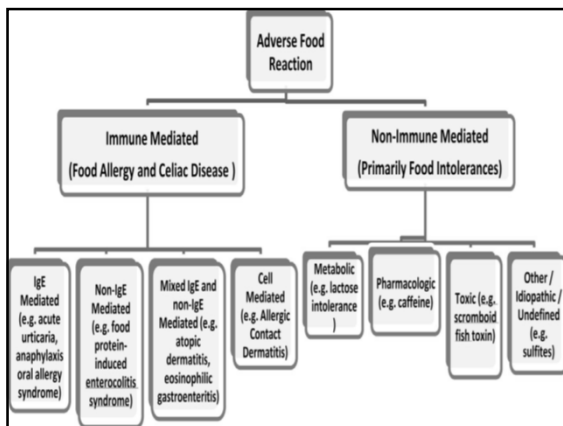 Adverse Food
Reaction
Immune Mediated
(Food Allergy and Celiac Disease )
Non-Immune Mediated
(Primarily Food Intolerances)
IgE
Mediated
(e.g. acute
urticaria,
anaphylaxis
oral allergy
syndrome)
Non-IgE
Mediated
(e.g. food
protein-
induced
enterocolitis
syndrome)
Mixed IgE and
non-IgE
Mediated (e.g.
atopic
dermatitis,
eosinophilic
gastroenteritis)
Cell
Mediated
(e.g. Allergic
Contact
Dermatitis)
Metabolic
(e.g. lactose
intolerance
)
Pharmacologic
(e.g. caffeine)
Toxic (e.g.
scromboid
fish toxin)
Other /
Idiopathic /
Undefined
(e.g.
sulfites)